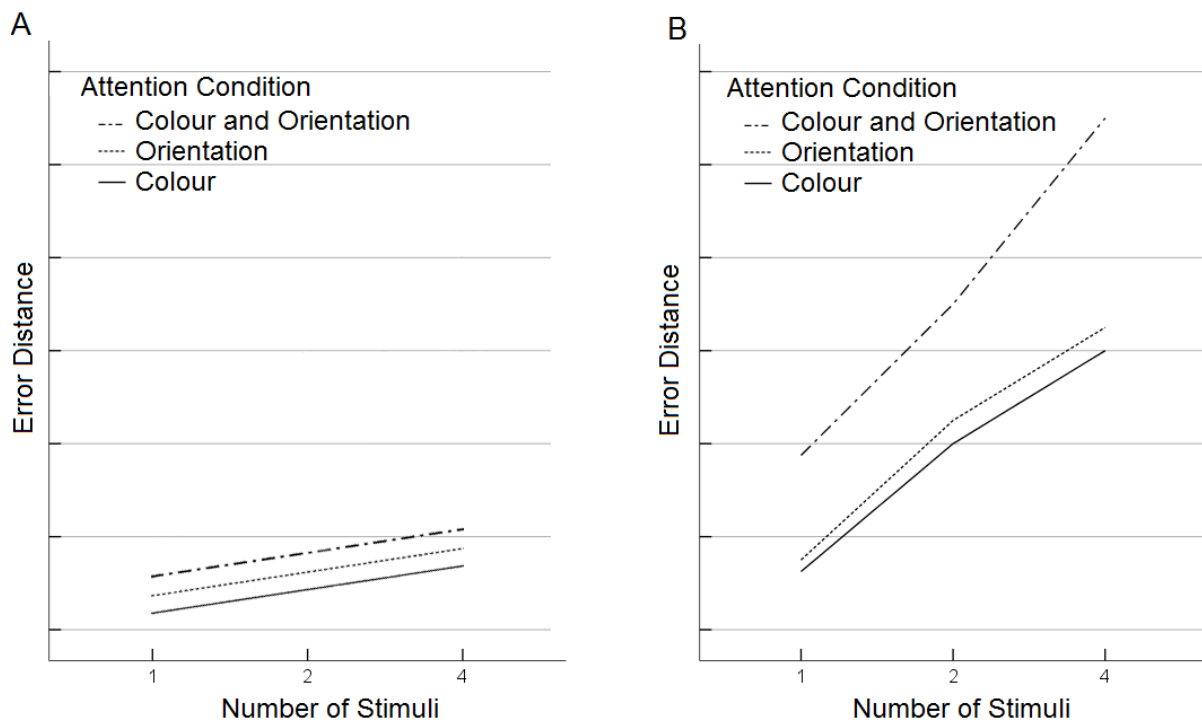 A
Attention Condition
Colour and Orientation
Orientation
Colour
Error Distance
1 2 4
Number of Stimuli
B
Attention Condition
Colour and Orientation
Orientation
Colour
Error Distance
1 2 4
Number of Stimuli